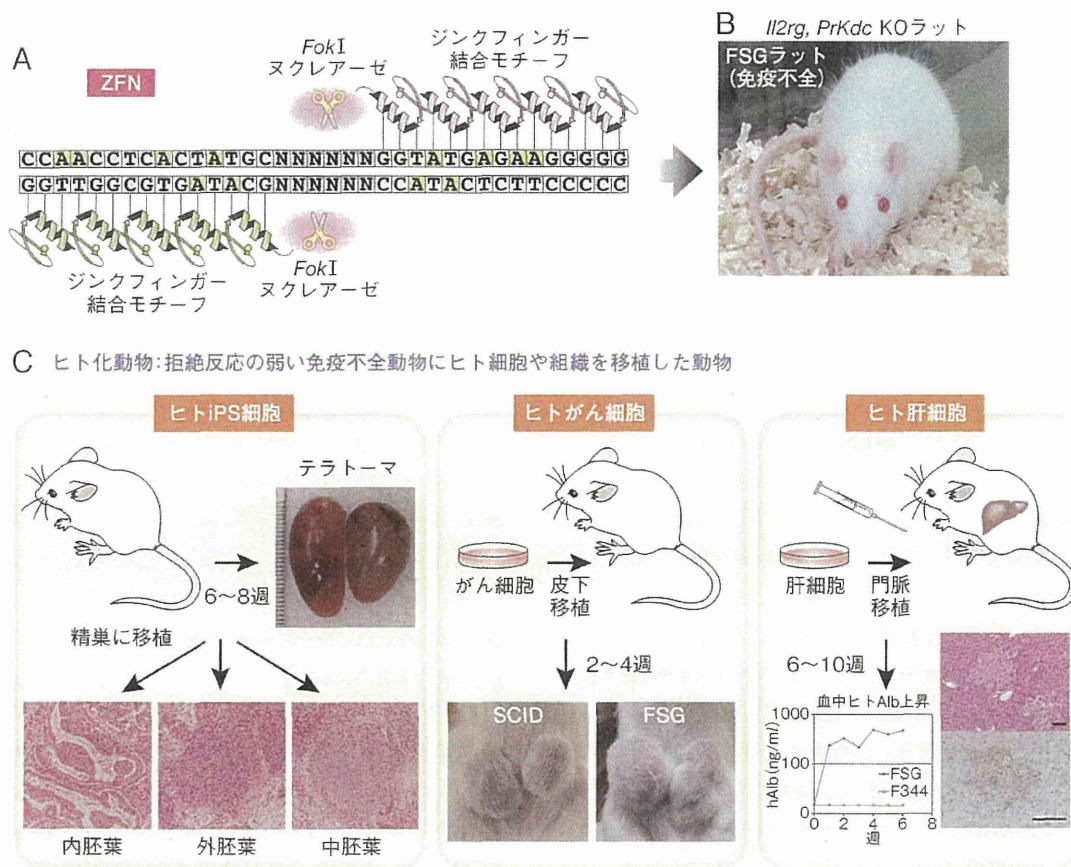 A
ZFN
FokI
ヌクレアーゼ
ジンクフィンガー
結合モチーフ
CCAACCTCACTATGCNNNNNNGGTATGAGAAGGGGG
GGTTGGCGTGATACGNNNNNNCCATACTCTTCCCCC
ジンクフィンガー
結合モチーフ
FokI
ヌクレアーゼ
B
Il2rg, PrKdc KOラット
FSGラット
(免疫不全)
C ヒト化動物:拒絶反応の弱い免疫不全動物にヒト細胞や組織を移植した動物
ヒトiPS細胞
テラトーマ
6〜8週
精巣に移植
内胚葉
外胚葉
中胚葉
ヒトがん細胞
がん細胞
皮下
移植
2〜4週
SCID
FSG
ヒト肝細胞
肝細胞
門脈
移植
6〜10週
血中ヒトAlb上昇
hAlb(ng/ml)
1000
100
0
FSG
F344
0 2 4 6 8
週